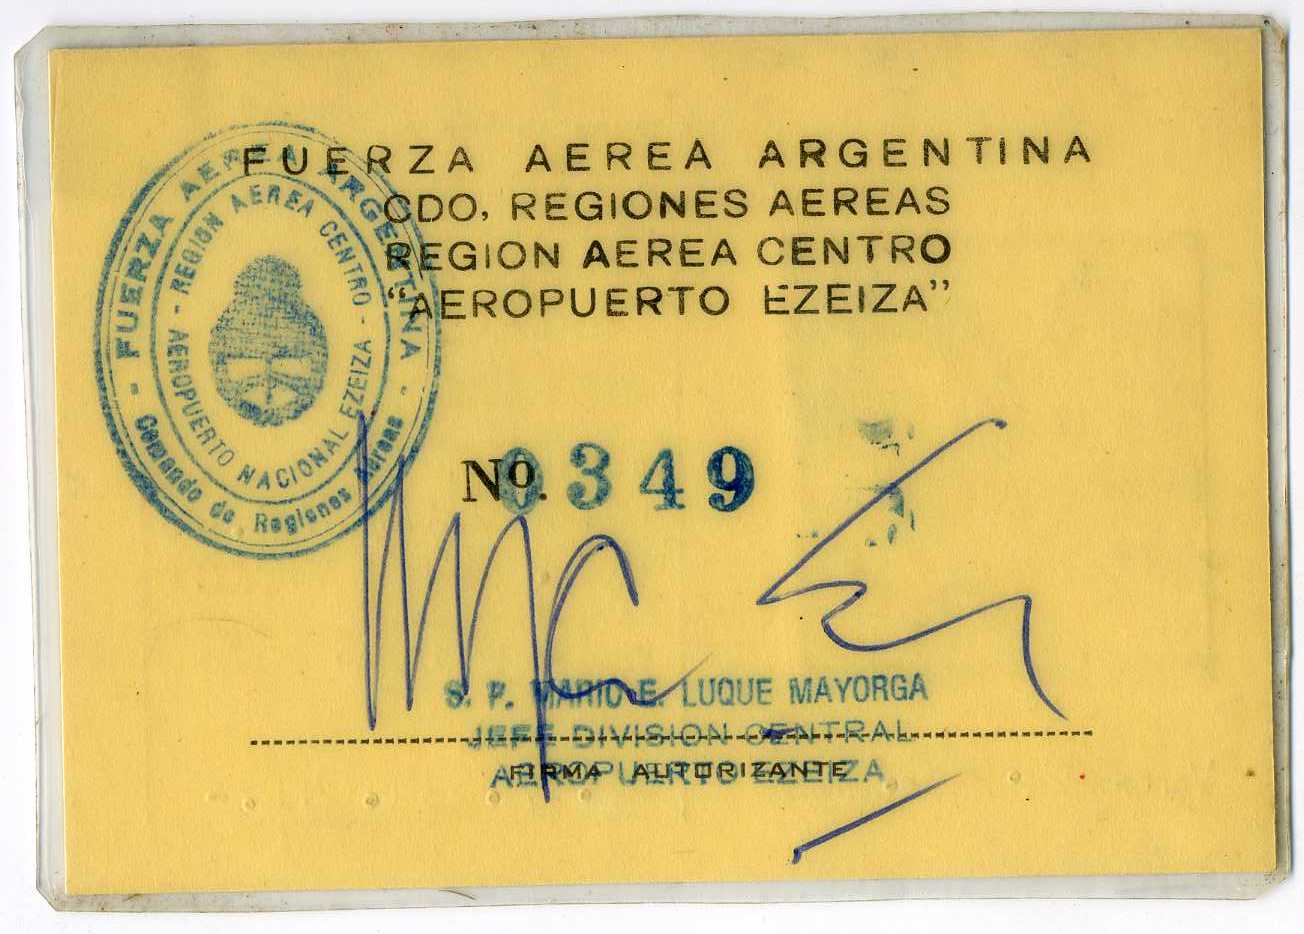 FUERZA AEREA ARGENTINA
CDO, REGIONES AEREAS
REGION AEREA CENTRO
"AEROPUERTO EZEIZA"
- FUERZA AEREA ARGENTINA -
Comando de Regiones Aereas
- REGION AEREA CENTRO -
AEROPUERTO NACIONAL EZEIZA
Nº. 0349
S. P. MARIO E. LUQUE MAYORGA
JEFE DIVISION CENTRAL
AEROPUERTO EZEIZA
FIRMA AUTORIZANTE